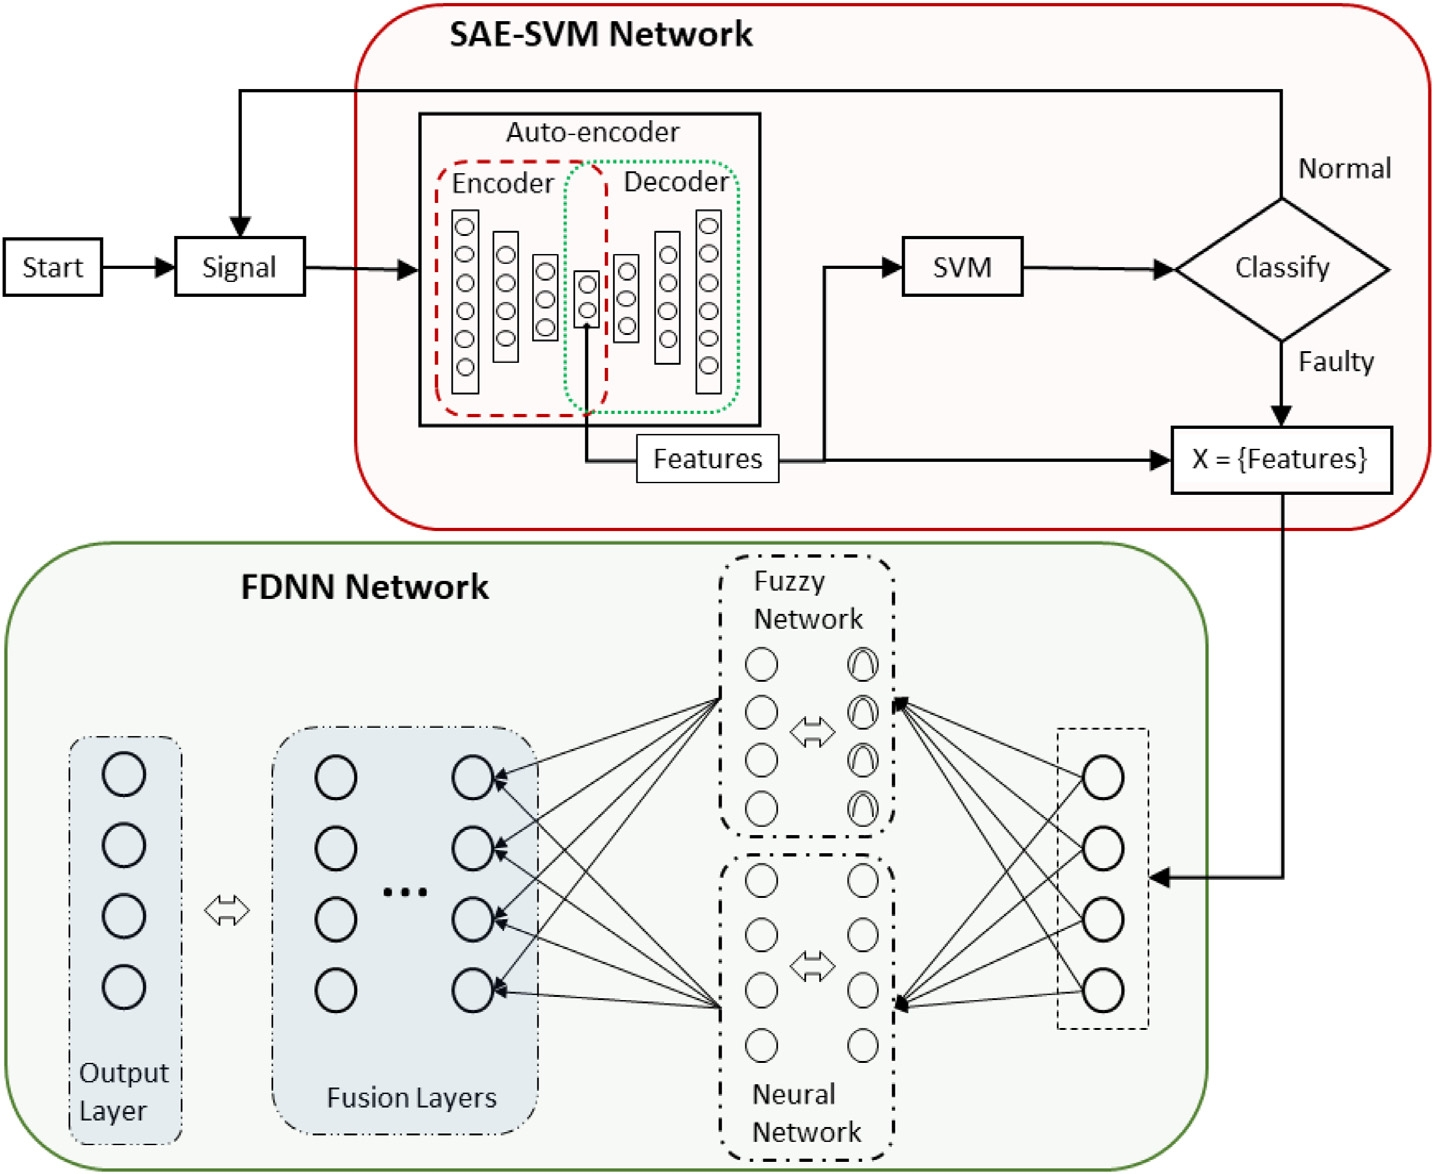 SAE-SVM Network
Auto-encoder
Encoder
Decoder
Normal
Start
Signal
SVM
Classify
Faulty
Features
X = {Features}
FDNN Network
Fuzzy
Network
...
Output
Layer
Fusion Layers
Neural
Network